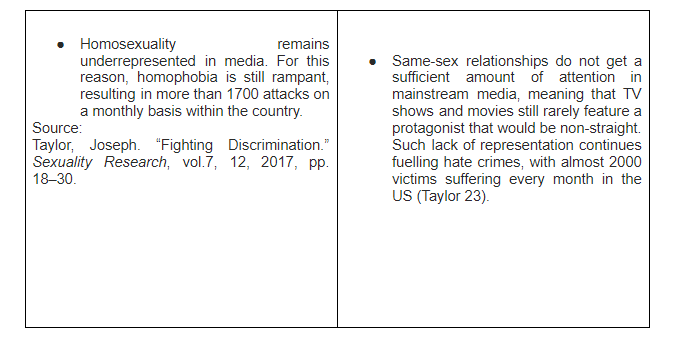 ● Homosexuality remains
underrepresented in media. For this
reason, homophobia is still rampant,
resulting in more than 1700 attacks on
a monthly basis within the country.
Source:
Taylor, Joseph. “Fighting Discrimination.”
Sexuality Research, vol.7, 12, 2017, pp.
18–30.
● Same-sex relationships do not get a
sufficient amount of attention in
mainstream media, meaning that TV
shows and movies still rarely feature a
protagonist that would be non-straight.
Such lack of representation continues
fuelling hate crimes, with almost 2000
victims suffering every month in the
US (Taylor 23).